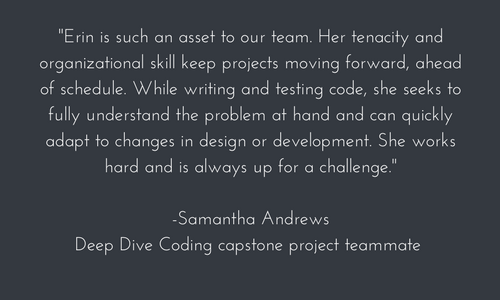 "Erin is such an asset to our team. Her tenacity and
organizational skill keep projects moving forward, ahead
of schedule. While writing and testing code, she seeks to
fully understand the problem at hand and can quickly
adapt to changes in design or development. She works
hard and is always up for a challenge."
-Samantha Andrews
Deep Dive Coding capstone project teammate